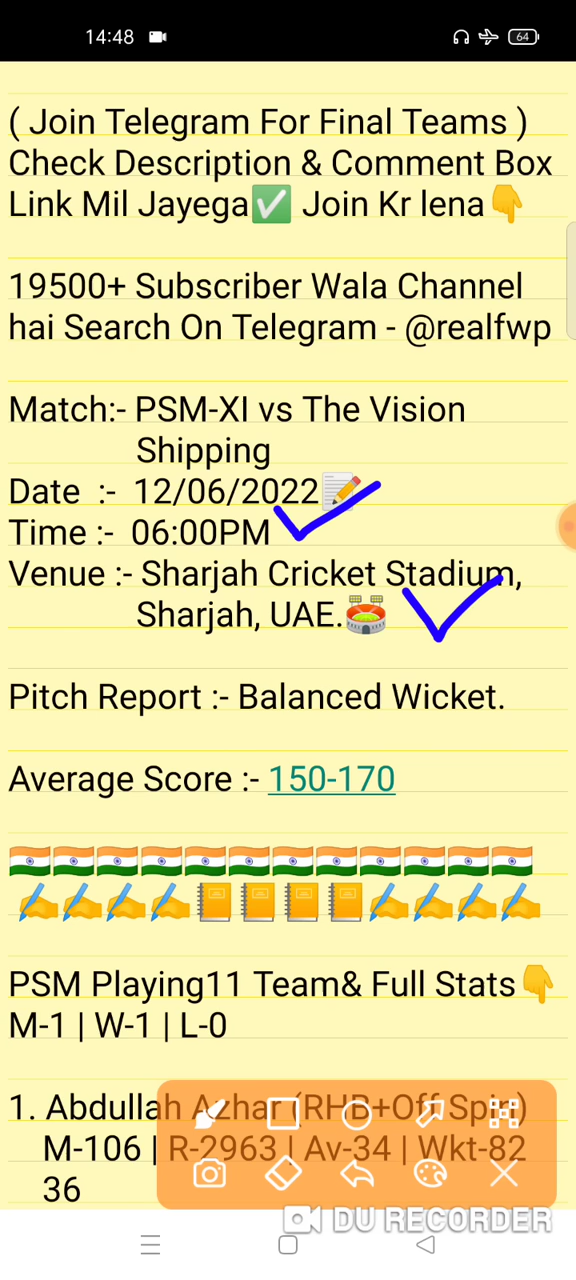 14:48
64
( Join Telegram For Final Teams )
Check Description & Comment Box
Link Mil Jayega✅ Join Kr lena👇
19500+ Subscriber Wala Channel
hai Search On Telegram - @realfwp
Match:- PSM-XI vs The Vision
Shipping
Date :- 12/06/2022📝
Time :- 06:00PM
Venue :- Sharjah Cricket Stadium,
Sharjah, UAE.🏟️
Pitch Report :- Balanced Wicket.
Average Score :- 150-170
🇮🇳🇮🇳🇮🇳🇮🇳🇮🇳🇮🇳🇮🇳🇮🇳🇮🇳🇮🇳🇮🇳🇮🇳
✍️✍️✍️✍️📒📒📒📒✍️✍️✍️✍️
PSM Playing11 Team& Full Stats👇
M-1 | W-1 | L-0
1. Abdullah Azhar (RHB+Off Spin)
M-106 | R-2963 | Av-34 | Wkt-82
36
DU RECORDER